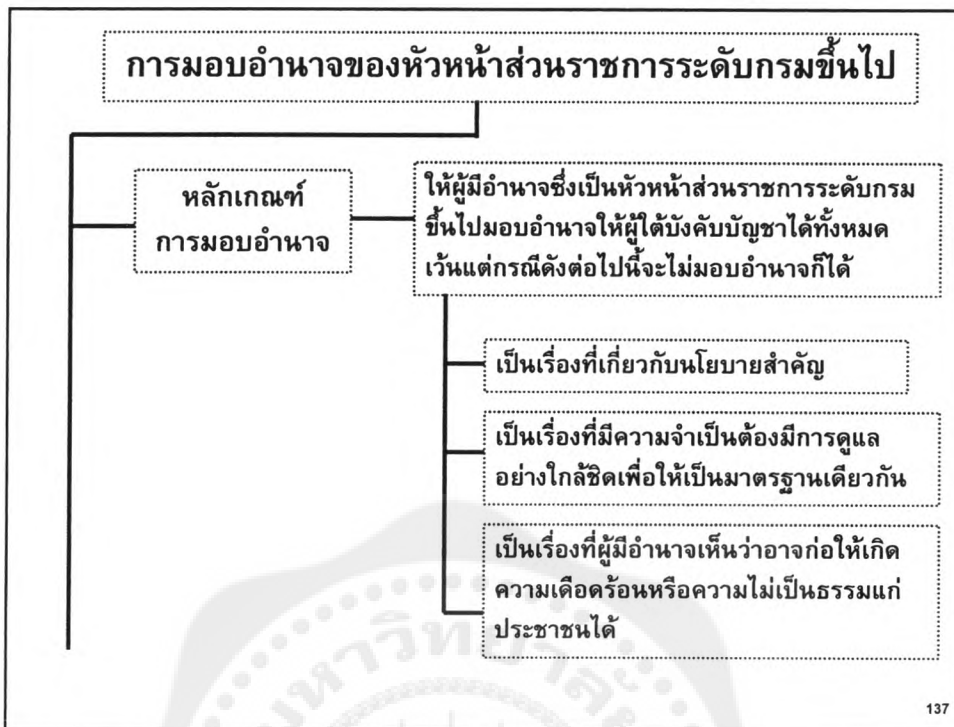 การมอบอำนาจของหัวหน้าส่วนราชการระดับกรมขึ้นไป
หลักเกณฑ์
การมอบอำนาจ
ให้ผู้มีอำนาจซึ่งเป็นหัวหน้าส่วนราชการระดับกรม
ขึ้นไปมอบอำนาจให้ผู้ใต้บังคับบัญชาได้ทั้งหมด
เว้นแต่กรณีดังต่อไปนี้จะไม่มอบอำนาจก็ได้
เป็นเรื่องที่เกี่ยวกับนโยบายสำคัญ
เป็นเรื่องที่มีความจำเป็นต้องมีการดูแล
อย่างใกล้ชิดเพื่อให้เป็นมาตรฐานเดียวกัน
เป็นเรื่องที่ผู้มีอำนาจเห็นว่าอาจก่อให้เกิด
ความเดือดร้อนหรือความไม่เป็นธรรมแก่
ประชาชนได้
137